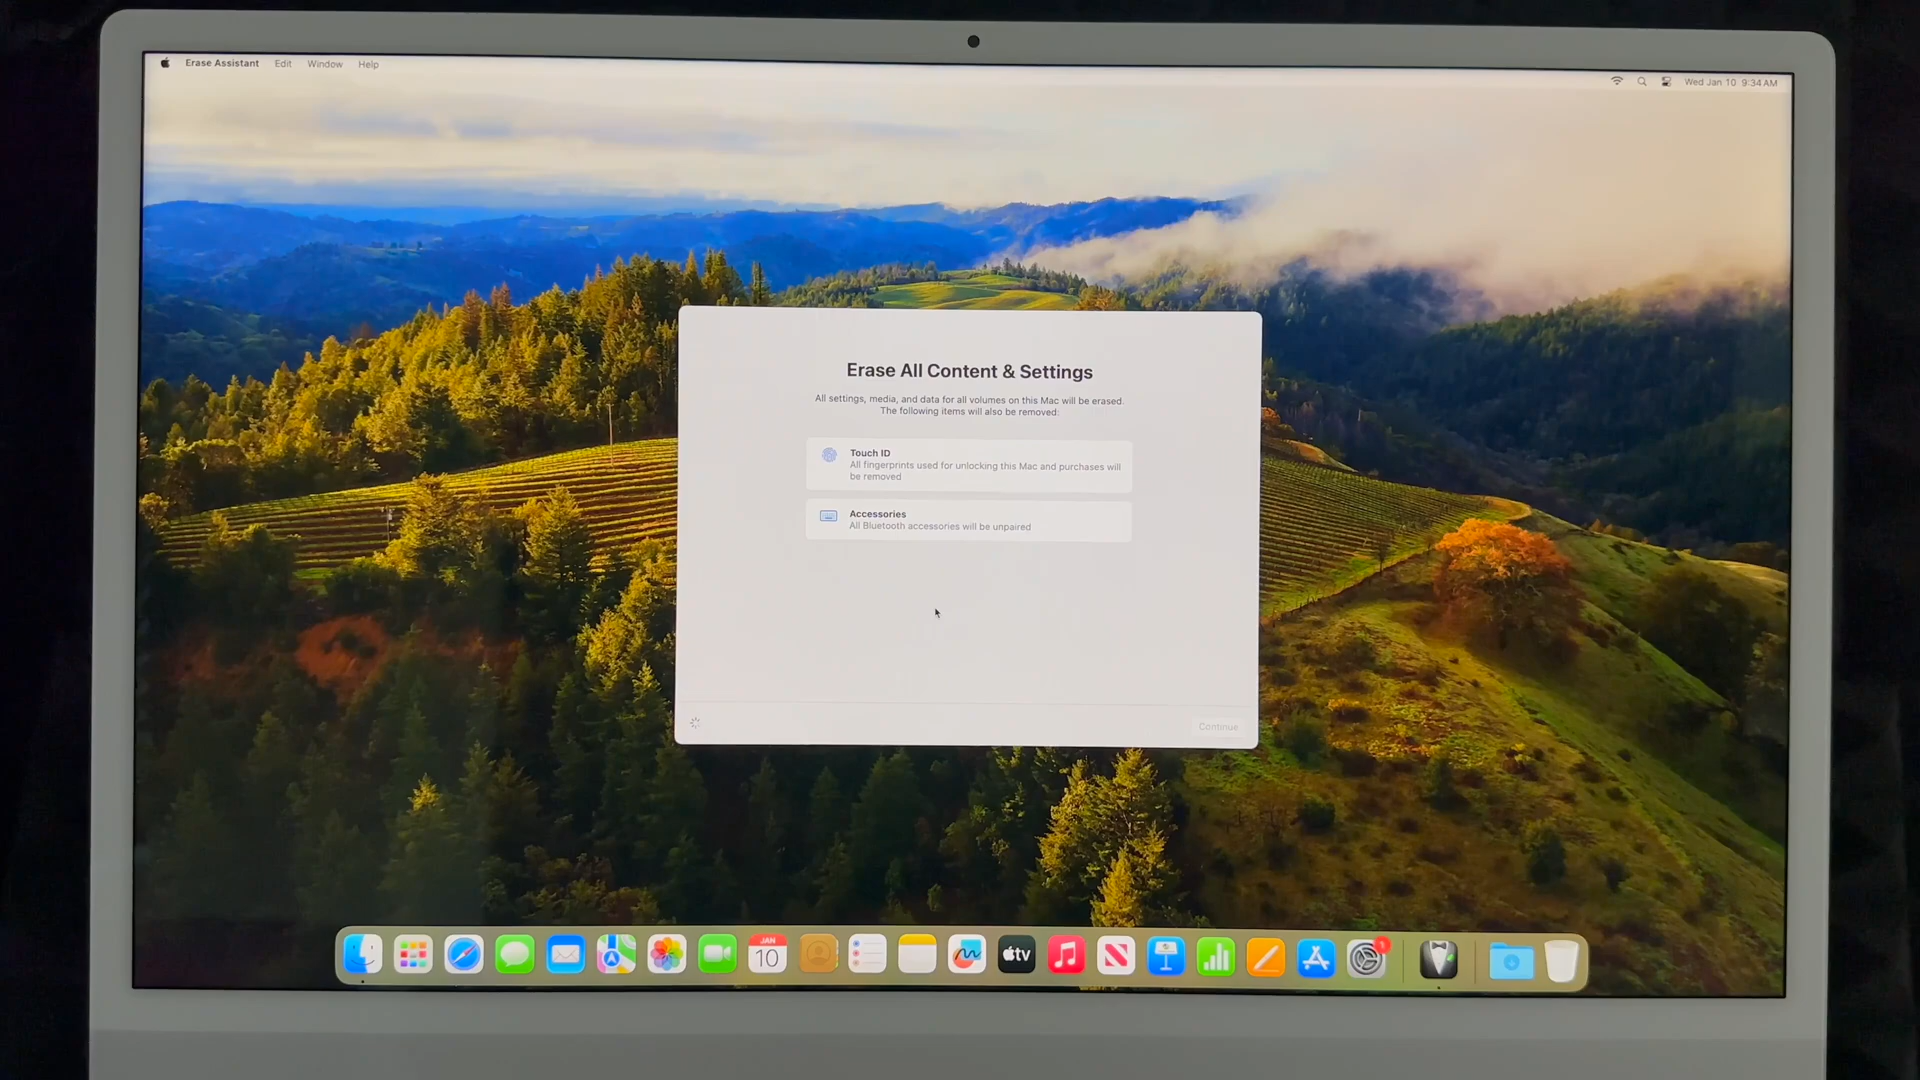 Erase Assistant Edit Window Help
Wed Jan 10 9:34 AM
Erase All Content & Settings
All settings, media, and data for all volumes on this Mac will be erased.
The following items will also be removed:
Touch ID
All fingerprints used for unlocking this Mac and purchases will
be removed
Accessories
All Bluetooth accessories will be unpaired
Continue
JAN
10
tv
1